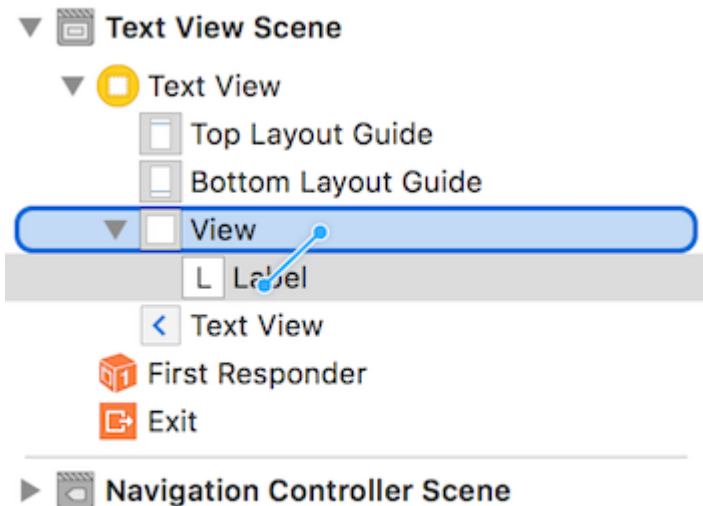 Text View Scene
Text View
Top Layout Guide
Bottom Layout Guide
View
L Label
Text View
First Responder
Exit
Navigation Controller Scene